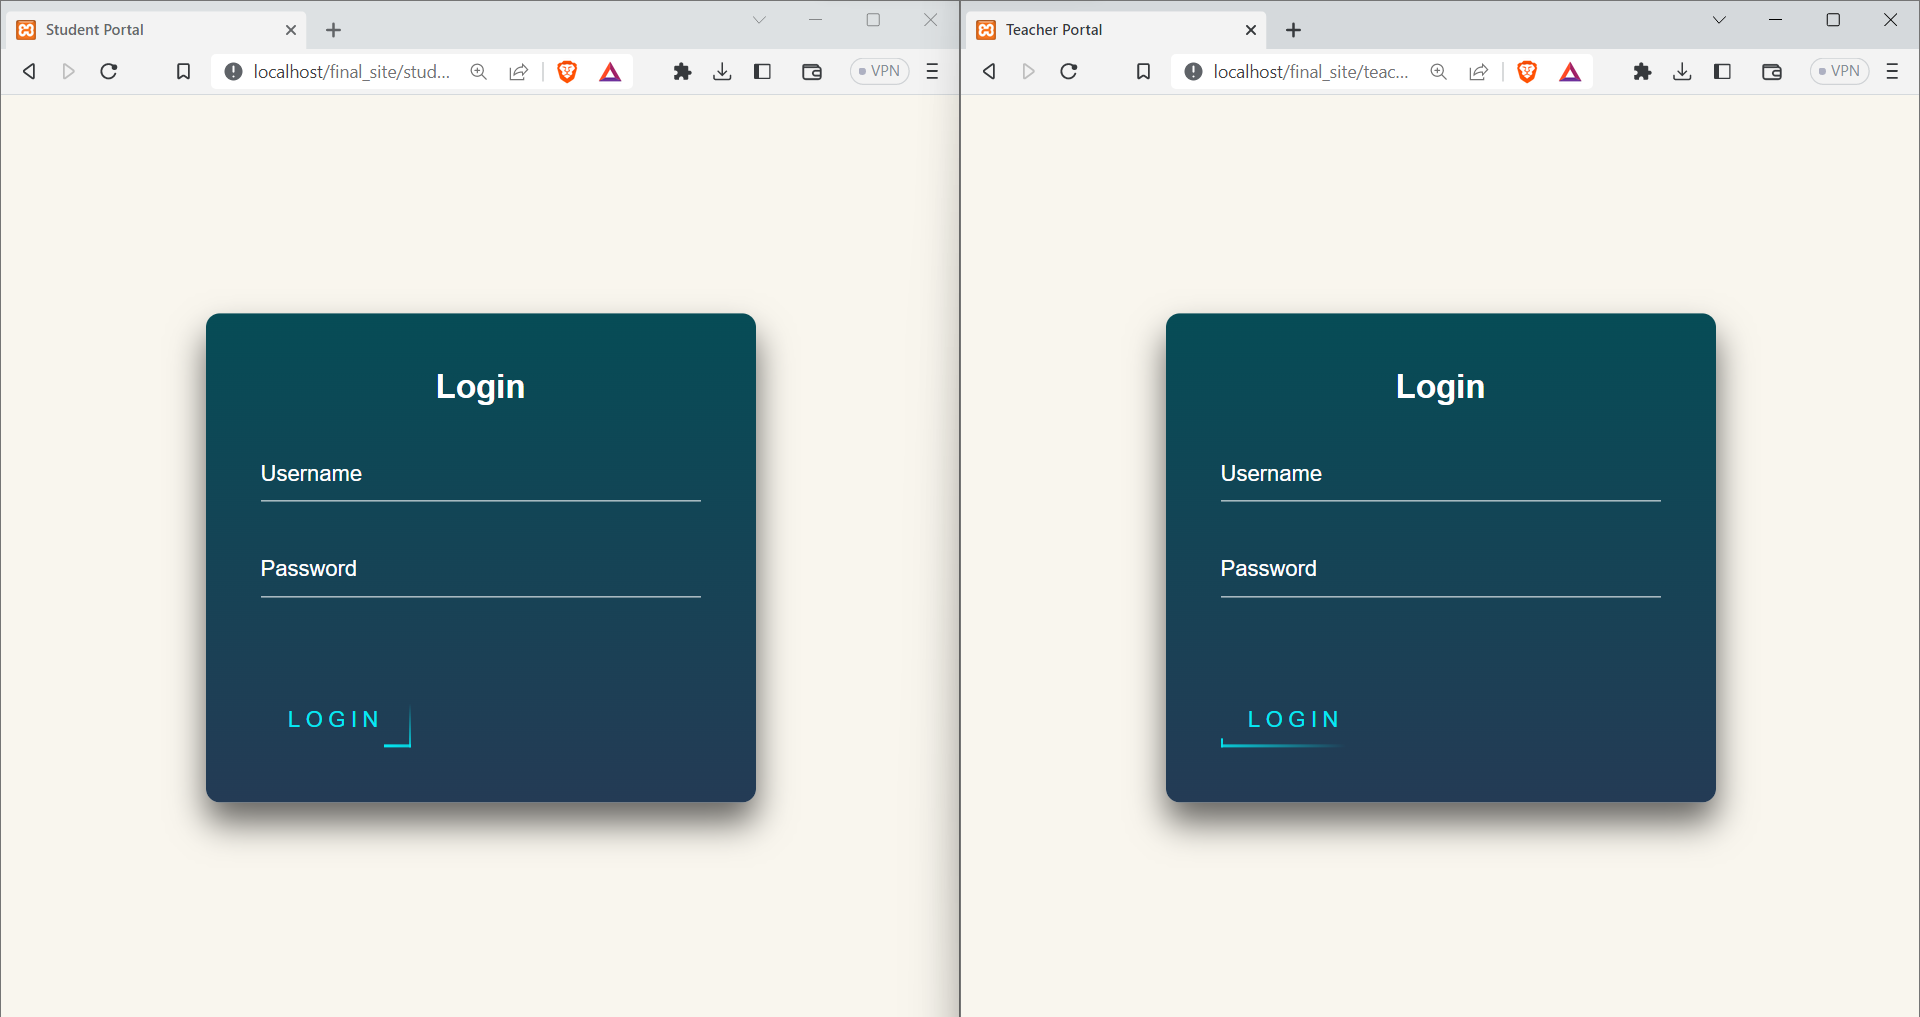 Student Portal
localhost/final_site/stud...
VPN
Login
Username
Password
LOGIN
Teacher Portal
localhost/final_site/teac...
VPN
Login
Username
Password
LOGIN